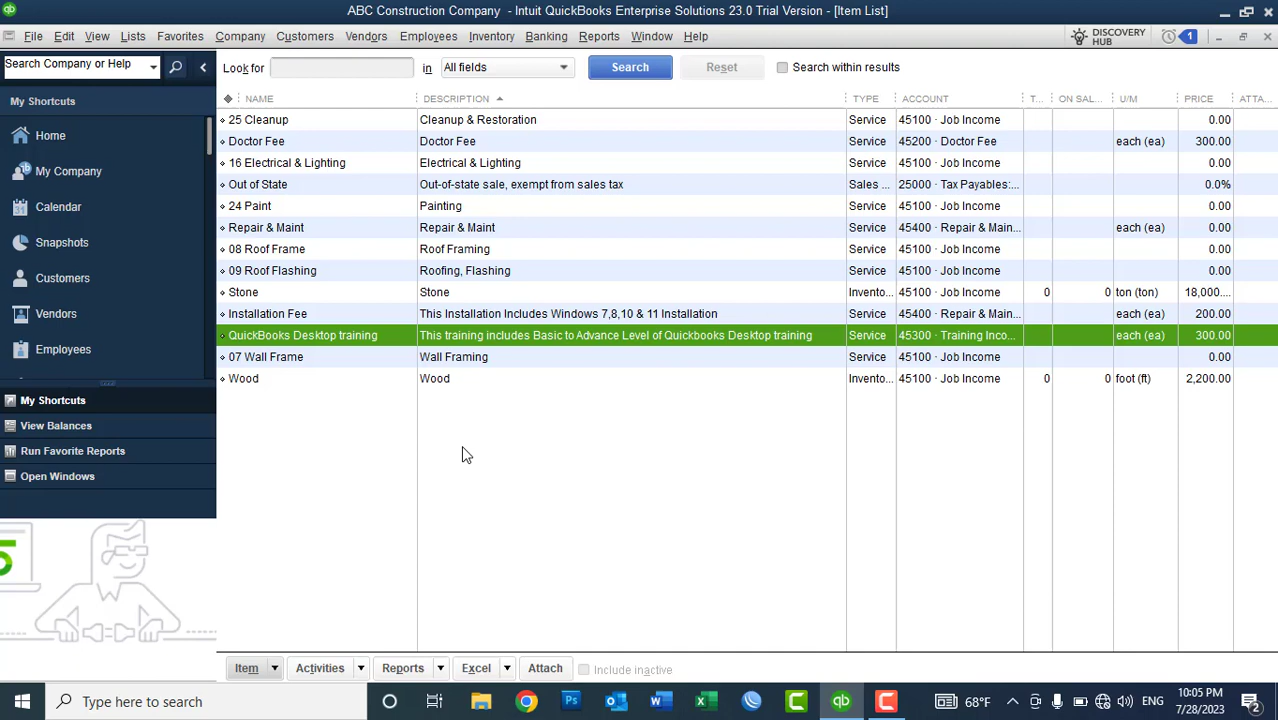 ABC Construction Company - Intuit QuickBooks Enterprise Solutions 23.0 Trial Version - [Item List]
File Edit View Lists Favorites Company Customers Vendors Employees Inventory Banking Reports Window Help DISCOVERY HUB 1
Search Company or Help
Look for in All fields Search Reset Search within results
My Shortcuts
Home
My Company
Calendar
Snapshots
Customers
Vendors
Employees
My Shortcuts
View Balances
Run Favorite Reports
Open Windows
NAME DESCRIPTION TYPE ACCOUNT T... ON SAL... U/M PRICE ATTA...
25 Cleanup Cleanup & Restoration Service 45100 · Job Income 0.00
Doctor Fee Doctor Fee Service 45200 · Doctor Fee each (ea) 300.00
16 Electrical & Lighting Electrical & Lighting Service 45100 · Job Income 0.00
Out of State Out-of-state sale, exempt from sales tax Sales ... 25000 · Tax Payables:... 0.0%
24 Paint Painting Service 45100 · Job Income 0.00
Repair & Maint Repair & Maint Service 45400 · Repair & Main... each (ea) 0.00
08 Roof Frame Roof Framing Service 45100 · Job Income 0.00
09 Roof Flashing Roofing, Flashing Service 45100 · Job Income 0.00
Stone Stone Invento... 45100 · Job Income 0 0 ton (ton) 18,000....
Installation Fee This Installation Includes Windows 7,8,10 & 11 Installation Service 45400 · Repair & Main... each (ea) 200.00
QuickBooks Desktop training This training includes Basic to Advance Level of Quickbooks Desktop training Service 45300 · Training Inco... each (ea) 300.00
07 Wall Frame Wall Framing Service 45100 · Job Income 0.00
Wood Wood Invento... 45100 · Job Income 0 0 foot (ft) 2,200.00
Item Activities Reports Excel Attach Include inactive
Type here to search
68°F
ENG
10:05 PM
7/28/2023
2